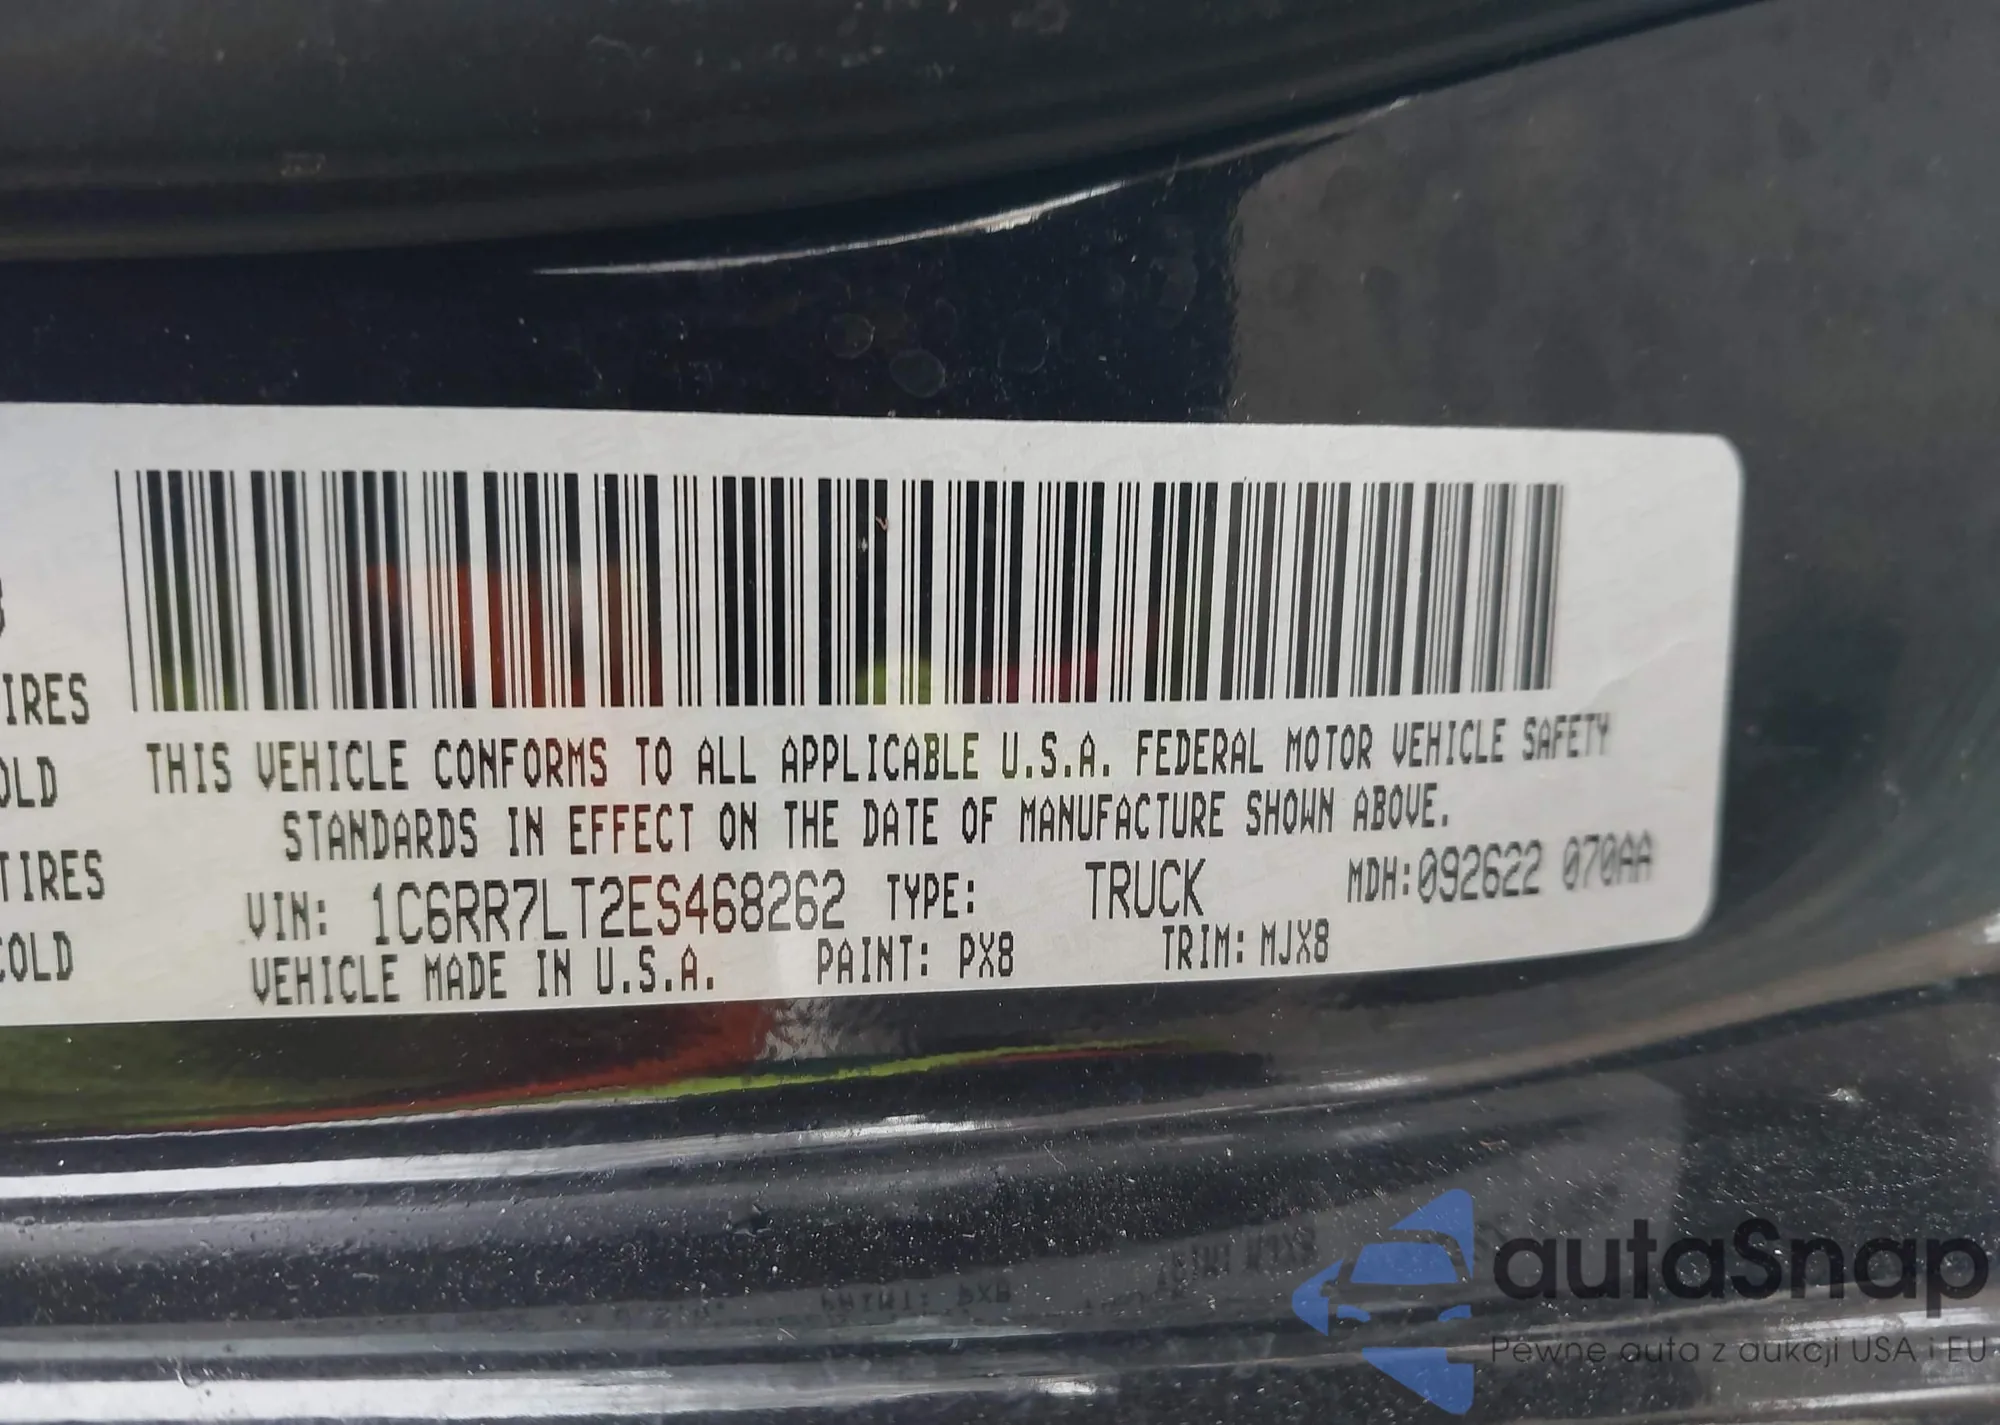 IRES
OLD
TIRES
COLD
THIS VEHICLE CONFORMS TO ALL APPLICABLE U.S.A. FEDERAL MOTOR VEHICLE SAFETY
STANDARDS IN EFFECT ON THE DATE OF MANUFACTURE SHOWN ABOVE.
VIN: 1C6RR7LT2ES468262 TYPE: TRUCK MDH:092622 070AA
VEHICLE MADE IN U.S.A. PAINT: PX8 TRIM: MJX8
autaSnap
Pewne auta z aukcji USA i EU